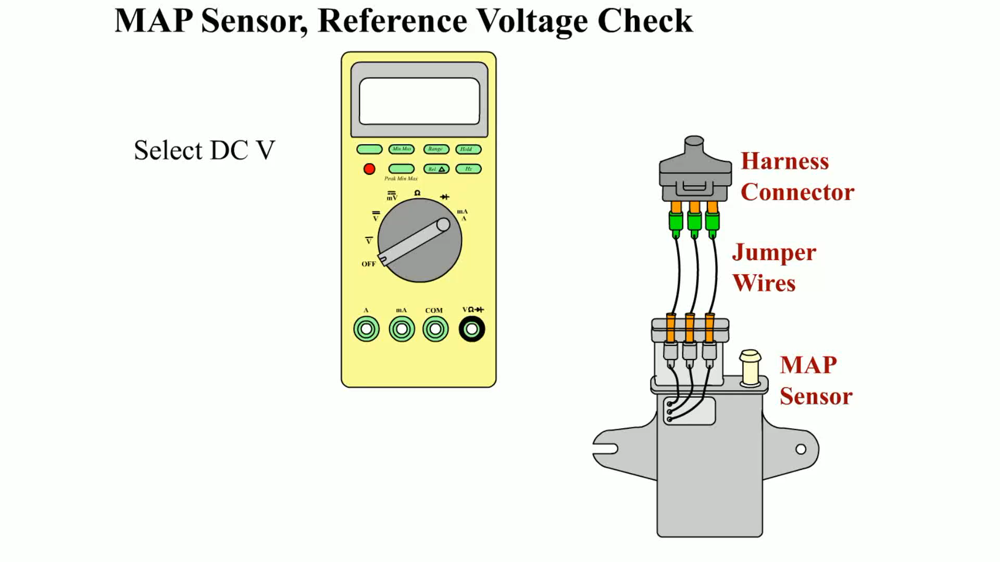 MAP Sensor, Reference Voltage Check
Select DC V
Min Max
Range
Hold
Rel △
Hz
Peak Min Max
mV
Ω
V
mA
A
V
OFF
A
mA
COM
VΩ
Harness
Connector
Jumper
Wires
MAP
Sensor